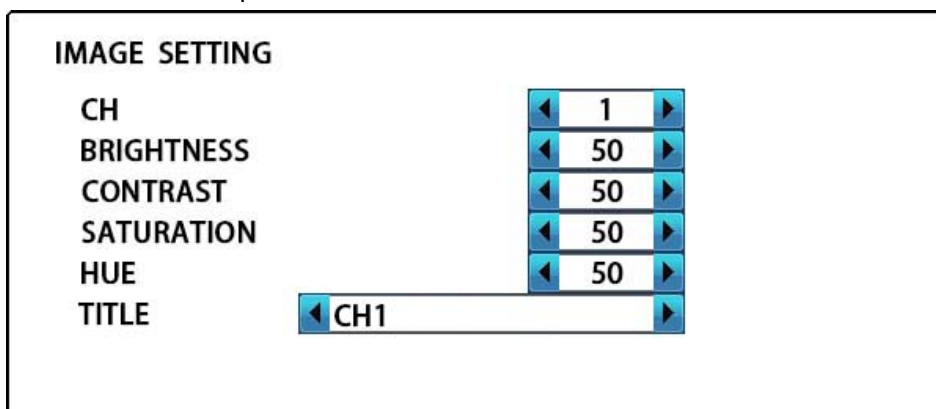 IMAGE SETTING
CH 1
BRIGHTNESS 50
CONTRAST 50
SATURATION 50
HUE 50
TITLE CH1